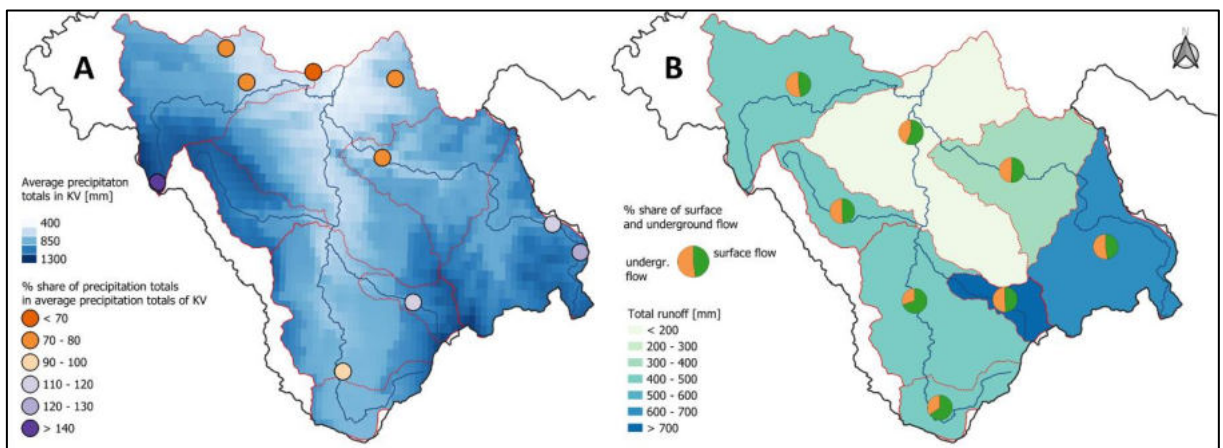 A
Average precipitaton
totals in KV [mm]
400
850
1300
% share of precipitation totals
in average precipitation totals of KV
< 70
70 - 80
90 - 100
110 - 120
120 - 130
> 140
B
N
% share of surface
and underground flow
undergr.
flow
surface flow
Total runoff [mm]
< 200
200 - 300
300 - 400
400 - 500
500 - 600
600 - 700
> 700